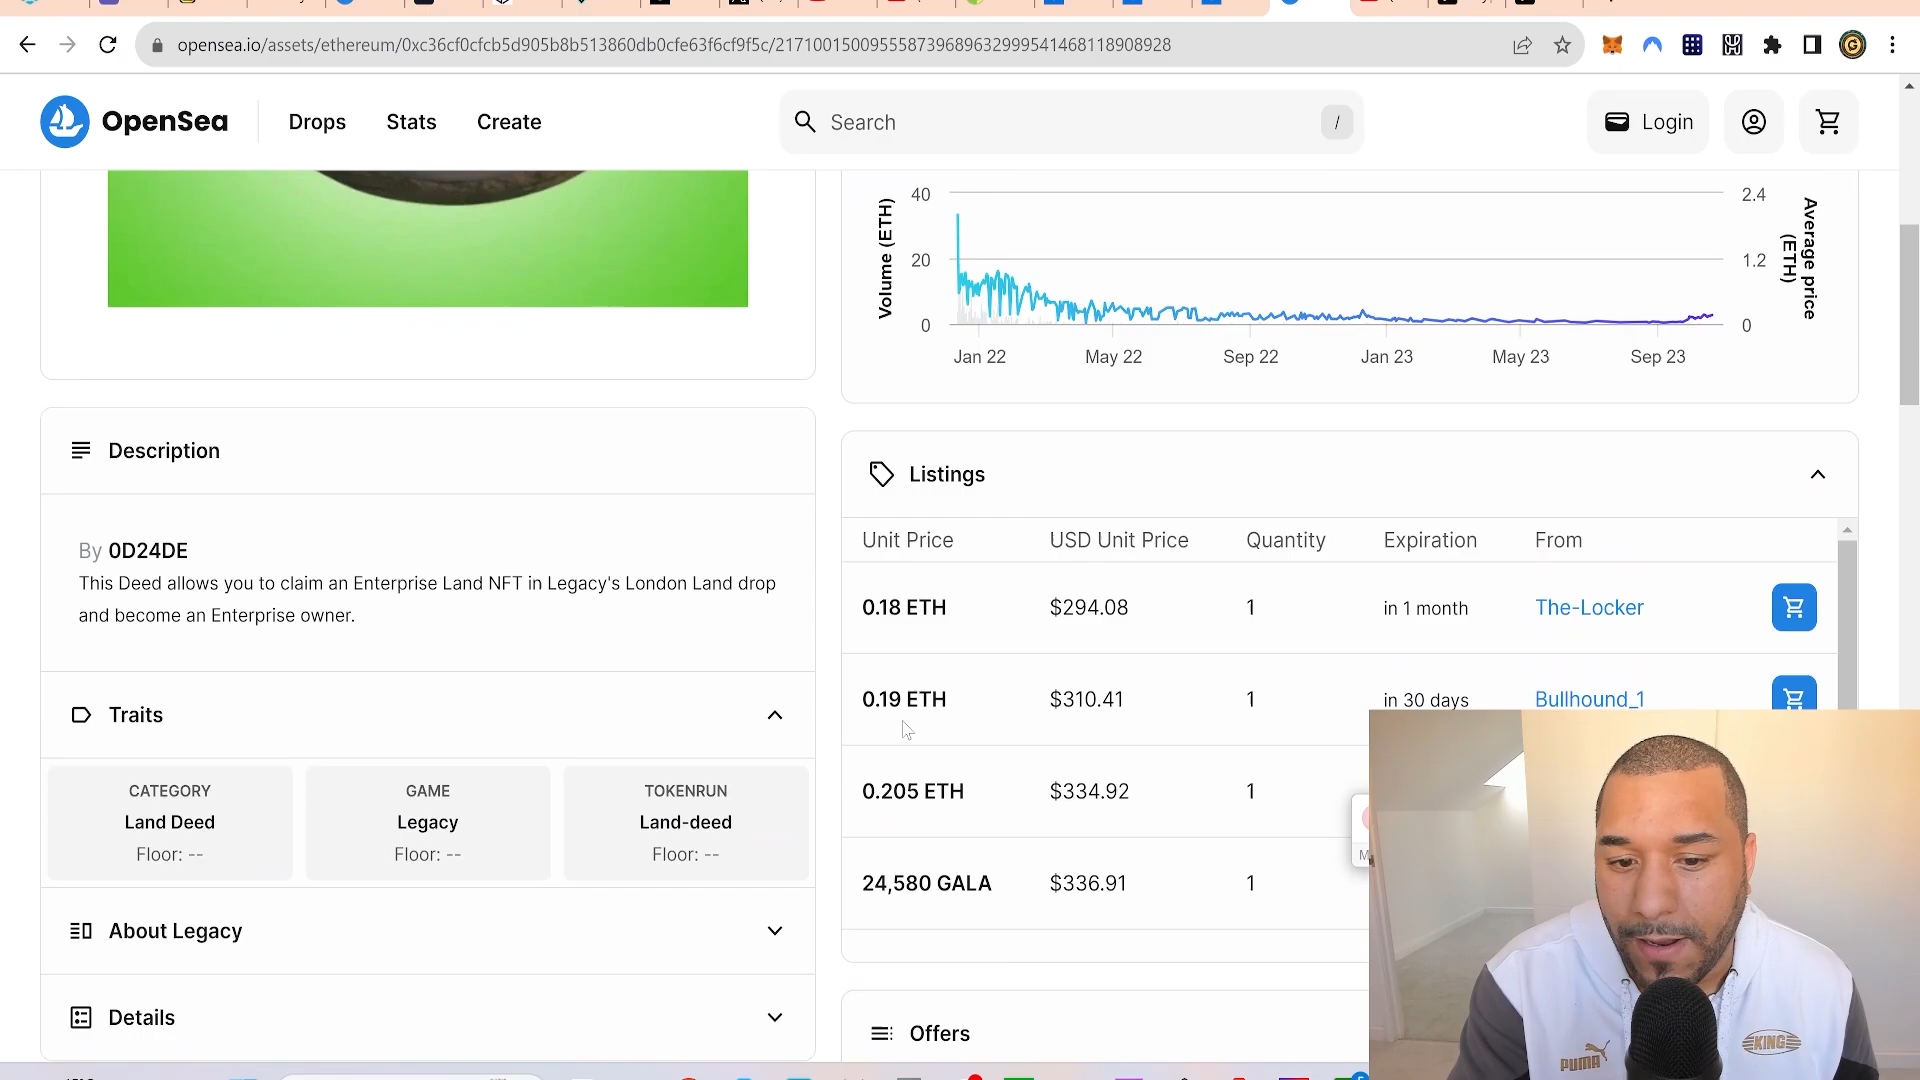 opensea.io/assets/ethereum/0xc36cf0cfcb5d905b8b513860db0cfe63f6cf9f5c/21710015009555873968963299954146811890​8928
OpenSea
Drops
Stats
Create
Search
/
Login
Volume (ETH)
40
20
0
2.4
1.2
0
Average price (ETH)
Jan 22
May 22
Sep 22
Jan 23
May 23
Sep 23
Description
By 0D24DE
This Deed allows you to claim an Enterprise Land NFT in Legacy's London Land drop
and become an Enterprise owner.
Traits
CATEGORY
Land Deed
Floor: --
GAME
Legacy
Floor: --
TOKENRUN
Land-deed
Floor: --
About Legacy
Details
Listings
Unit Price USD Unit Price Quantity Expiration From
0.18 ETH $294.08 1 in 1 month The-Locker
0.19 ETH $310.41 1 in 30 days Bullhound_1
0.205 ETH $334.92 1
24,580 GALA $336.91 1
Offers
PUMA
KING